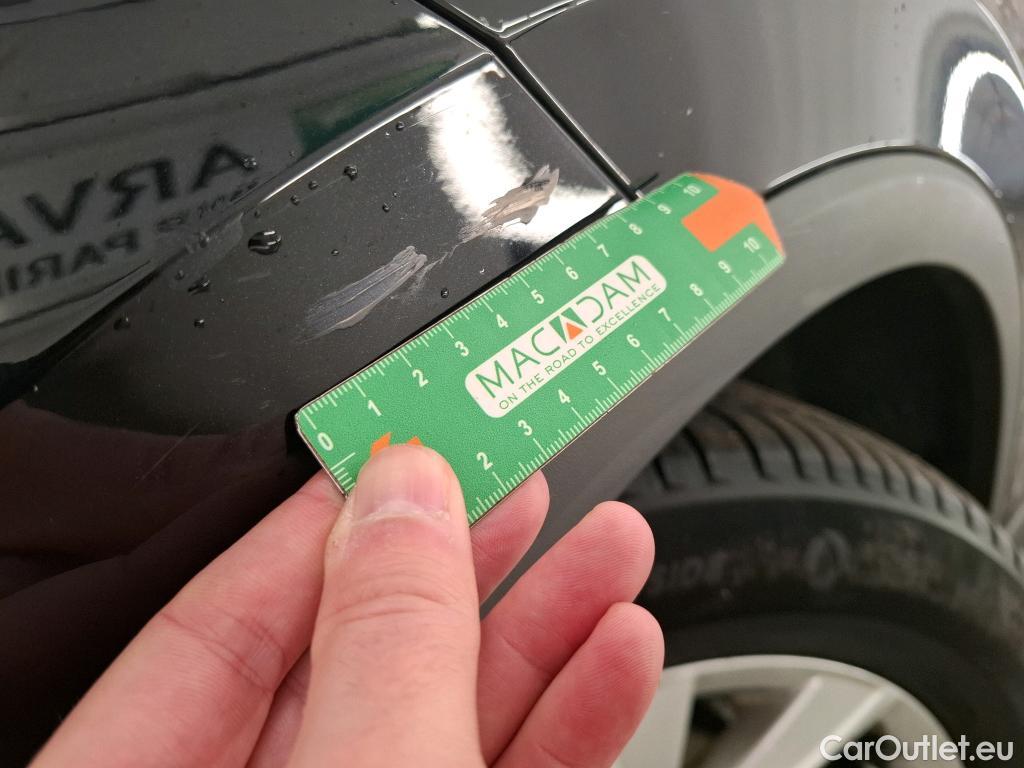 ARVA
PARI
0 1 2 3 4 5 6 7 8 9 10
MACADAM
ON THE ROAD TO EXCELLENCE
2 3 4 5 6 7 8 9 10
CarOutlet.eu